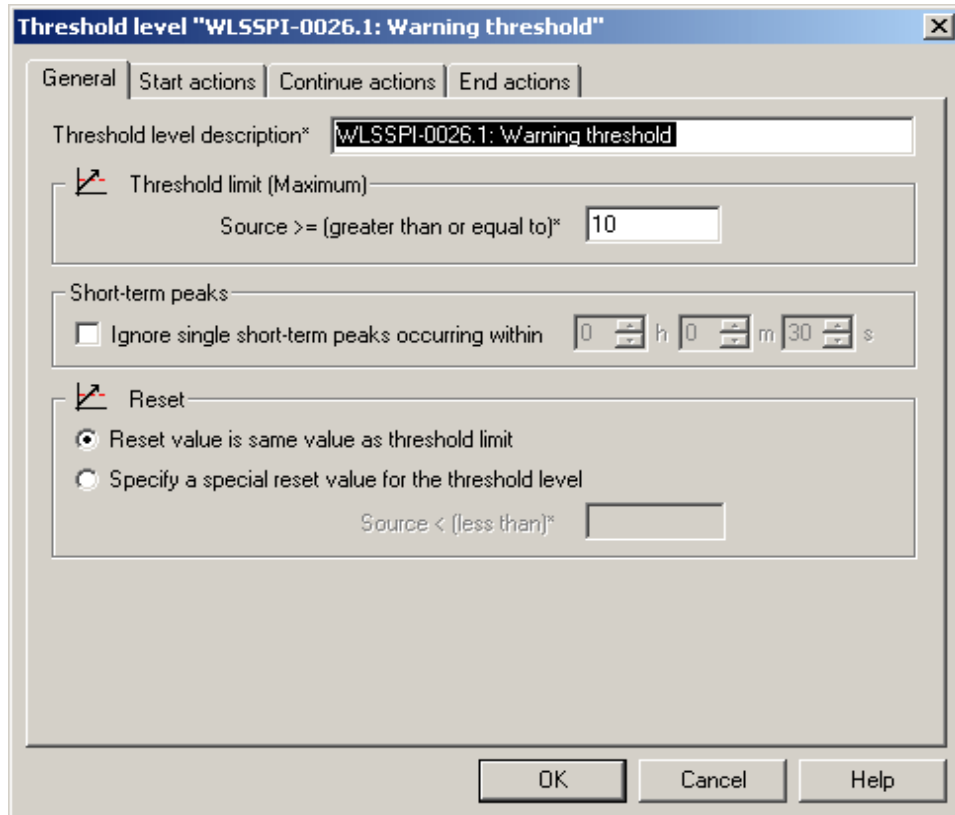 Threshold level "WLSSPI-0026.1: Warning threshold"
General Start actions Continue actions End actions
Threshold level description* WLSSPI-0026.1: Warning threshold
Threshold limit (Maximum)
Source >= (greater than or equal to)* 10
Short-term peaks
Ignore single short-term peaks occurring within 0 h 0 m 30 s
Reset
Reset value is same value as threshold limit
Specify a special reset value for the threshold level
Source < (less than)*
OK Cancel Help